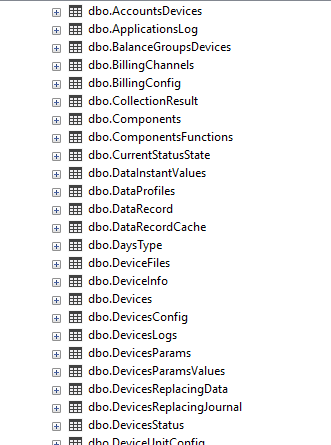 dbo.AccountsDevices
dbo.ApplicationsLog
dbo.BalanceGroupsDevices
dbo.BillingChannels
dbo.BillingConfig
dbo.CollectionResult
dbo.Components
dbo.ComponentsFunctions
dbo.CurrentStatusState
dbo.DataInstantValues
dbo.DataProfiles
dbo.DataRecord
dbo.DataRecordCache
dbo.DaysType
dbo.DeviceFiles
dbo.DeviceInfo
dbo.Devices
dbo.DevicesConfig
dbo.DevicesLogs
dbo.DevicesParams
dbo.DevicesParamsValues
dbo.DevicesReplacingData
dbo.DevicesReplacingJournal
dbo.DevicesStatus
dbo.DeviceUnitConfig